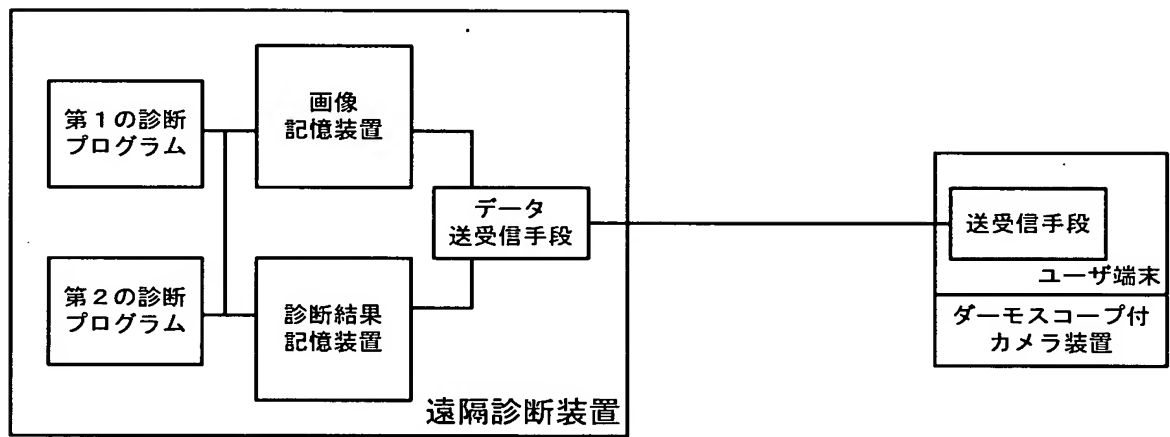 第１の診断
プログラム
画像
記憶装置
データ
送受信手段
第２の診断
プログラム
診断結果
記憶装置
遠隔診断装置
送受信手段
ユーザ端末
ダーモスコープ付
カメラ装置